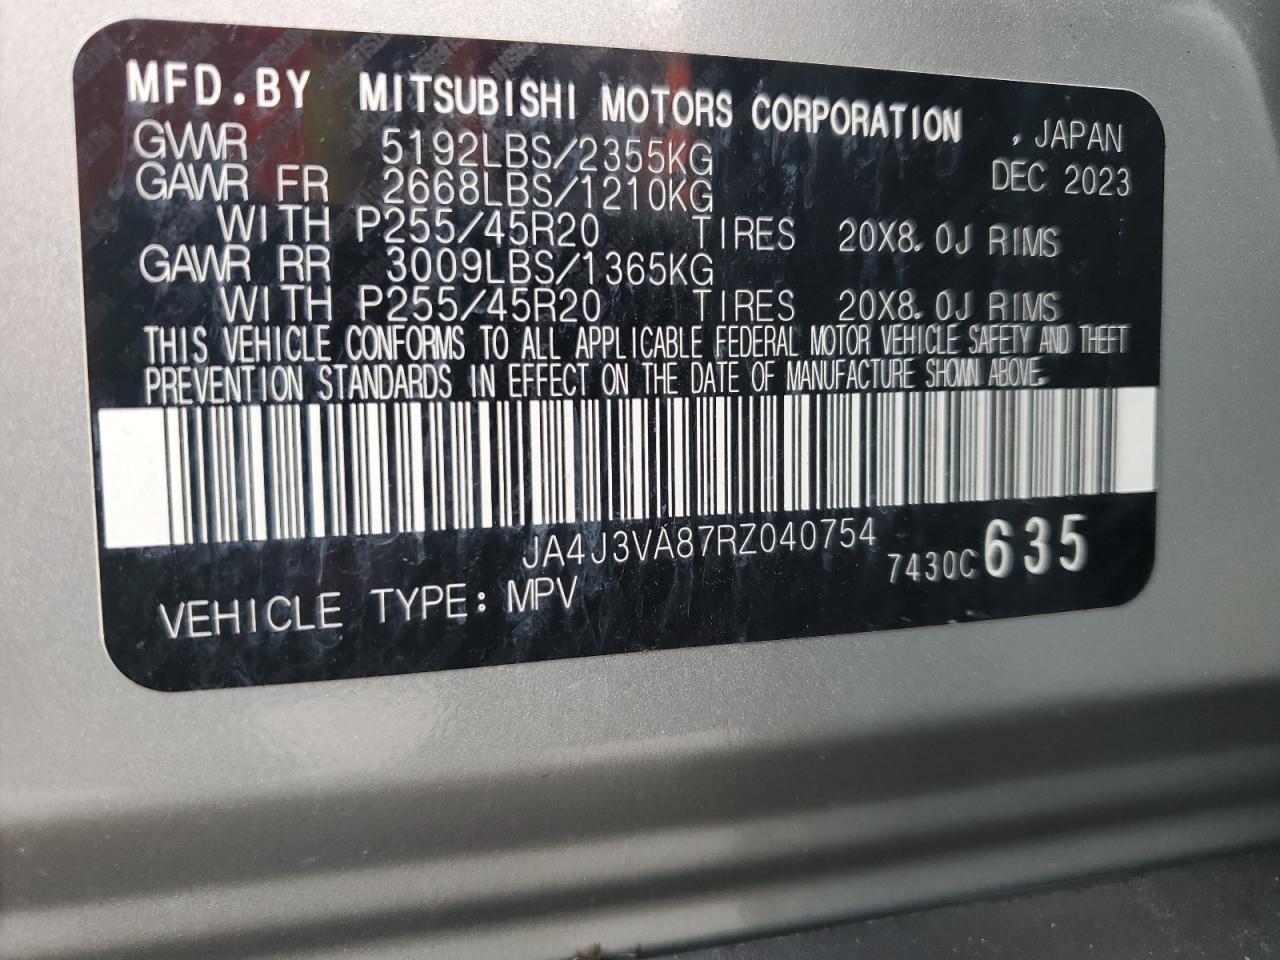 MFD.BY MITSUBISHI MOTORS CORPORATION , JAPAN
GVWR 5192LBS/2355KG DEC 2023
GAWR FR 2668LBS/1210KG
WITH P255/45R20 TIRES 20X8.0J RIMS
GAWR RR 3009LBS/1365KG
WITH P255/45R20 TIRES 20X8.0J RIMS
THIS VEHICLE CONFORMS TO ALL APPLICABLE FEDERAL MOTOR VEHICLE SAFETY AND THEFT
PREVENTION STANDARDS IN EFFECT ON THE DATE OF MANUFACTURE SHOWN ABOVE.
JA4J3VA87RZ040754 7430C 635
VEHICLE TYPE: MPV